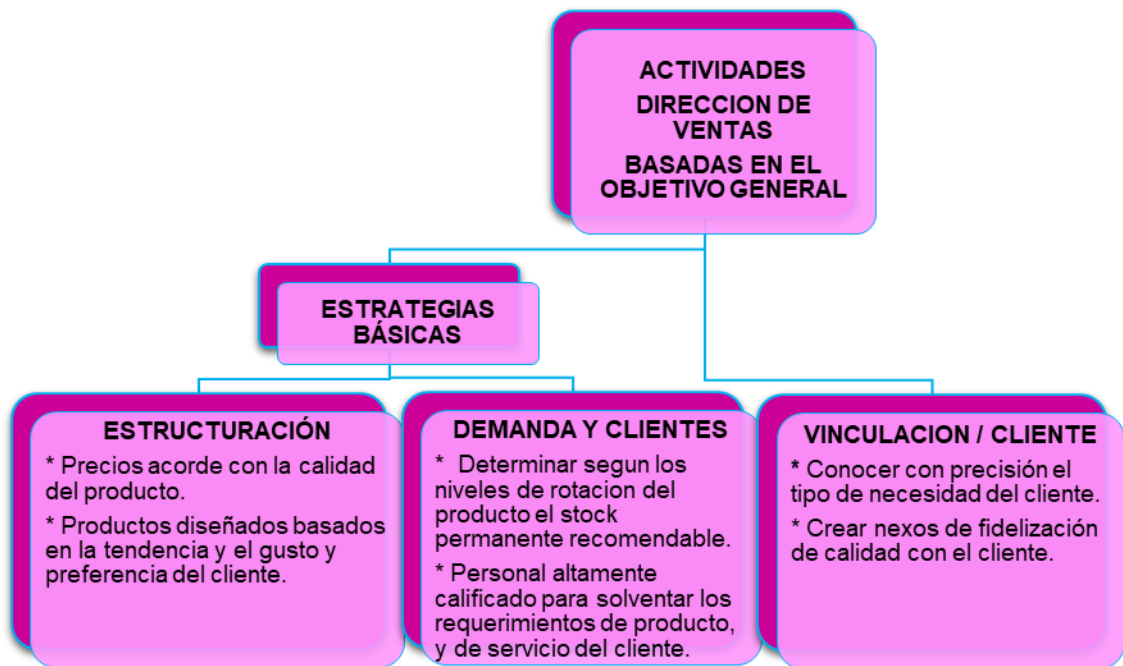 ACTIVIDADES
DIRECCION DE
VENTAS
BASADAS EN EL
OBJETIVO GENERAL
ESTRATEGIAS
BÁSICAS
ESTRUCTURACIÓN
* Precios acorde con la calidad
del producto.
* Productos diseñados basados
en la tendencia y el gusto y
preferencia del cliente.
DEMANDA Y CLIENTES
* Determinar segun los
niveles de rotacion del
producto el stock
permanente recomendable.
* Personal altamente
calificado para solventar los
requerimientos de producto,
y de servicio del cliente.
VINCULACION / CLIENTE
* Conocer con precisión el
tipo de necesidad del cliente.
* Crear nexos de fidelización
de calidad con el cliente.